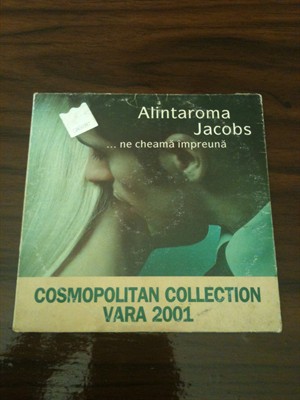 Alintaroma
Jacobs
... ne cheamă împreună
COSMOPOLITAN COLLECTION
VARA 2001